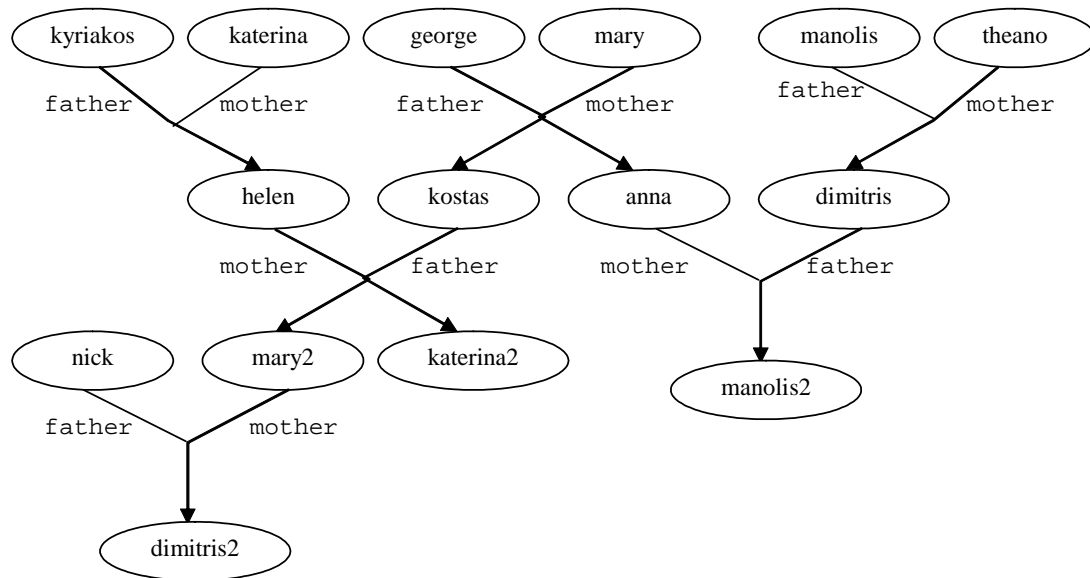 kyriakos katerina george mary manolis theano
father mother father mother father mother
helen kostas anna dimitris
mother father mother father
nick mary2 katerina2 manolis2
father mother
dimitris2